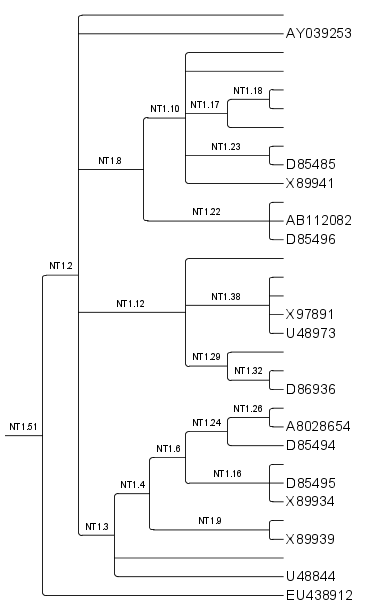 AY039253
NT1.18
NT1.10 NT1.17
NT1.23
NT1.8
D85485
X89941
NT1.22
AB112082
D85496
NT1.2
NT1.12 NT1.38
X97891
U48973
NT1.29
NT1.32
D86936
NT1.26
NT1.24
NT1.51
A8028654
D85494
NT1.6
NT1.16
NT1.4
D85495
X89934
NT1.9
NT1.3
X89939
U48844
EU438912